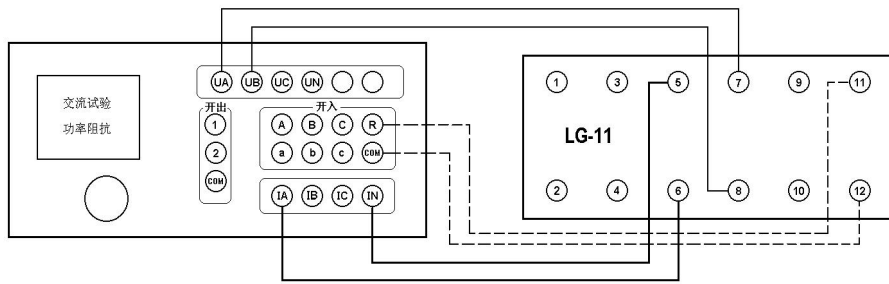 UA UB UC UN
交流试验
功率阻抗
开出
1
2
COM
开入
A B C R
a b c COM
IA IB IC IN
1 3 5 7 9 11
LG-11
2 4 6 8 10 12